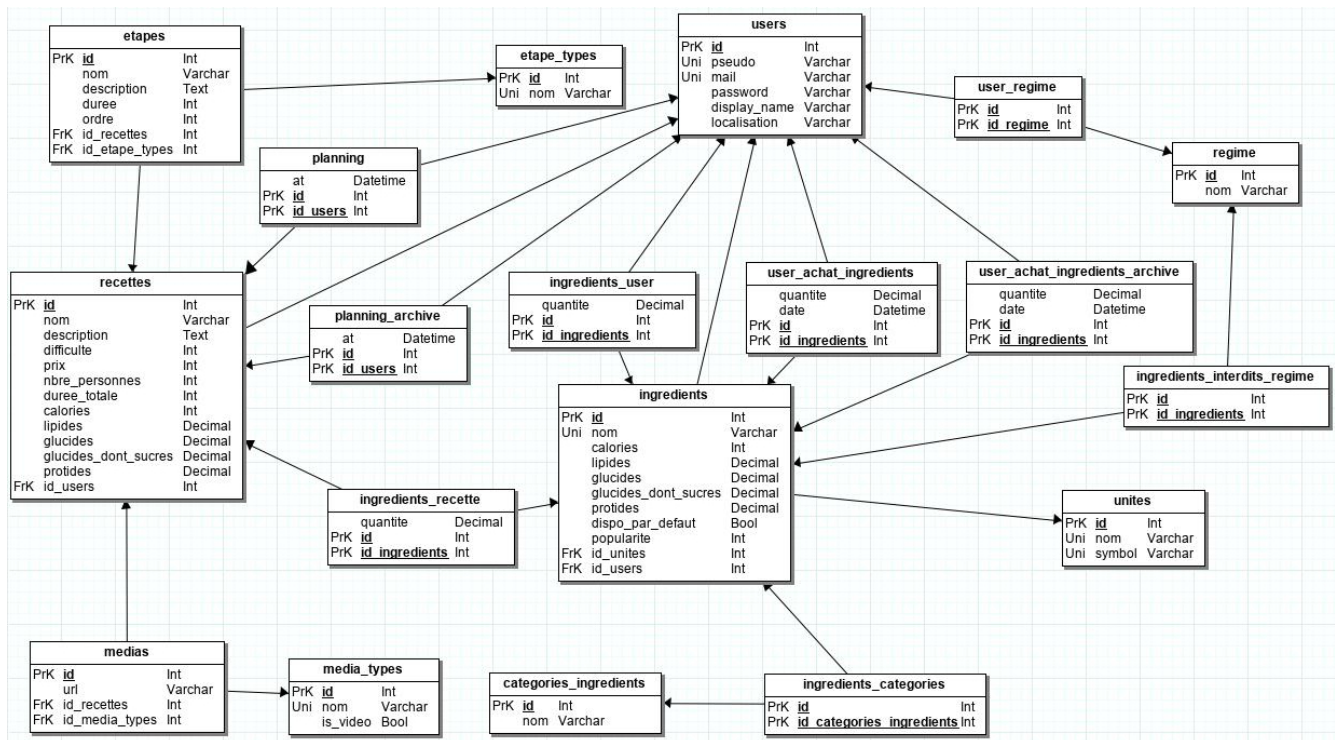 etapes
PrK id Int
nom Varchar
description Text
duree Int
ordre Int
FrK id_recettes Int
FrK id_etape_types Int
etape_types
PrK id Int
Uni nom Varchar
users
PrK id Int
Uni pseudo Varchar
Uni mail Varchar
password Varchar
display_name Varchar
localisation Varchar
user_regime
PrK id Int
PrK id_regime Int
regime
PrK id Int
nom Varchar
planning
at Datetime
PrK id Int
PrK id_users Int
recettes
PrK id Int
nom Varchar
description Text
difficulte Int
prix Int
nbre_personnes Int
duree_totale Int
calories Int
lipides Decimal
glucides Decimal
glucides_dont_sucres Decimal
protides Decimal
FrK id_users Int
planning_archive
at Datetime
PrK id Int
PrK id_users Int
ingredients_user
quantite Decimal
PrK id Int
PrK id_ingredients Int
user_achat_ingredients
quantite Decimal
date Datetime
PrK id Int
PrK id_ingredients Int
user_achat_ingredients_archive
quantite Decimal
date Datetime
PrK id Int
PrK id_ingredients Int
ingredients_interdits_regime
PrK id Int
PrK id_ingredients Int
ingredients
PrK id Int
Uni nom Varchar
calories Int
lipides Decimal
glucides Decimal
glucides_dont_sucres Decimal
protides Decimal
dispo_par_defaut Bool
popularite Int
FrK id_unites Int
FrK id_users Int
ingredients_recette
quantite Decimal
PrK id Int
PrK id_ingredients Int
unites
PrK id Int
Uni nom Varchar
Uni symbol Varchar
medias
PrK id Int
url Varchar
FrK id_recettes Int
FrK id_media_types Int
media_types
PrK id Int
Uni nom Varchar
is_video Bool
categories_ingredients
PrK id Int
nom Varchar
ingredients_categories
PrK id Int
PrK id_categories_ingredients Int